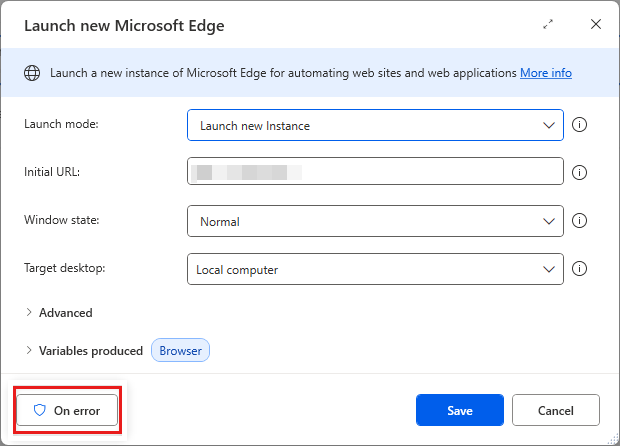 Launch new Microsoft Edge
Launch a new instance of Microsoft Edge for automating web sites and web applications More info
Launch mode: Launch new Instance
Initial URL:
Window state: Normal
Target desktop: Local computer
Advanced
Variables produced Browser
On error Save Cancel